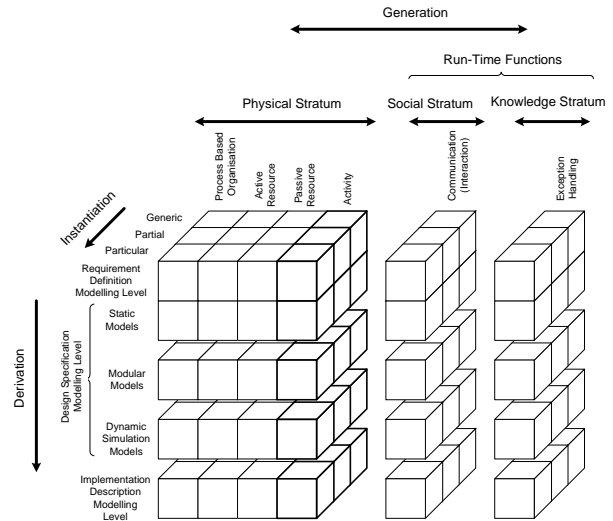 Generation
Run-Time Functions
Physical Stratum
Social Stratum
Knowledge Stratum
Process Based
Organisation
Active
Resource
Passive
Resource
Activity
Communication
(Interaction)
Exception
Handling
Instantiation
Generic
Partial
Particular
Requirement
Definition
Modelling Level
Static
Models
Modular
Models
Dynamic
Simulation
Models
Implementation
Description
Modelling
Level
Design Specification
Modelling Level
Derivation